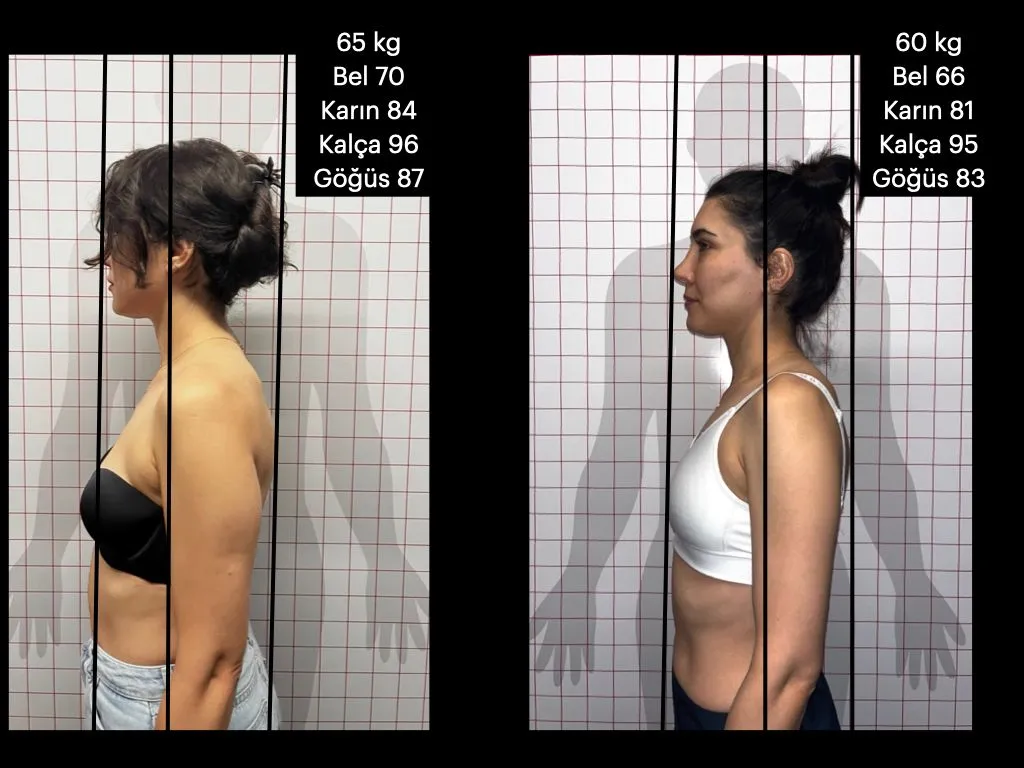 65 kg
Bel 70
Karın 84
Kalça 96
Göğüs 87
60 kg
Bel 66
Karın 81
Kalça 95
Göğüs 83